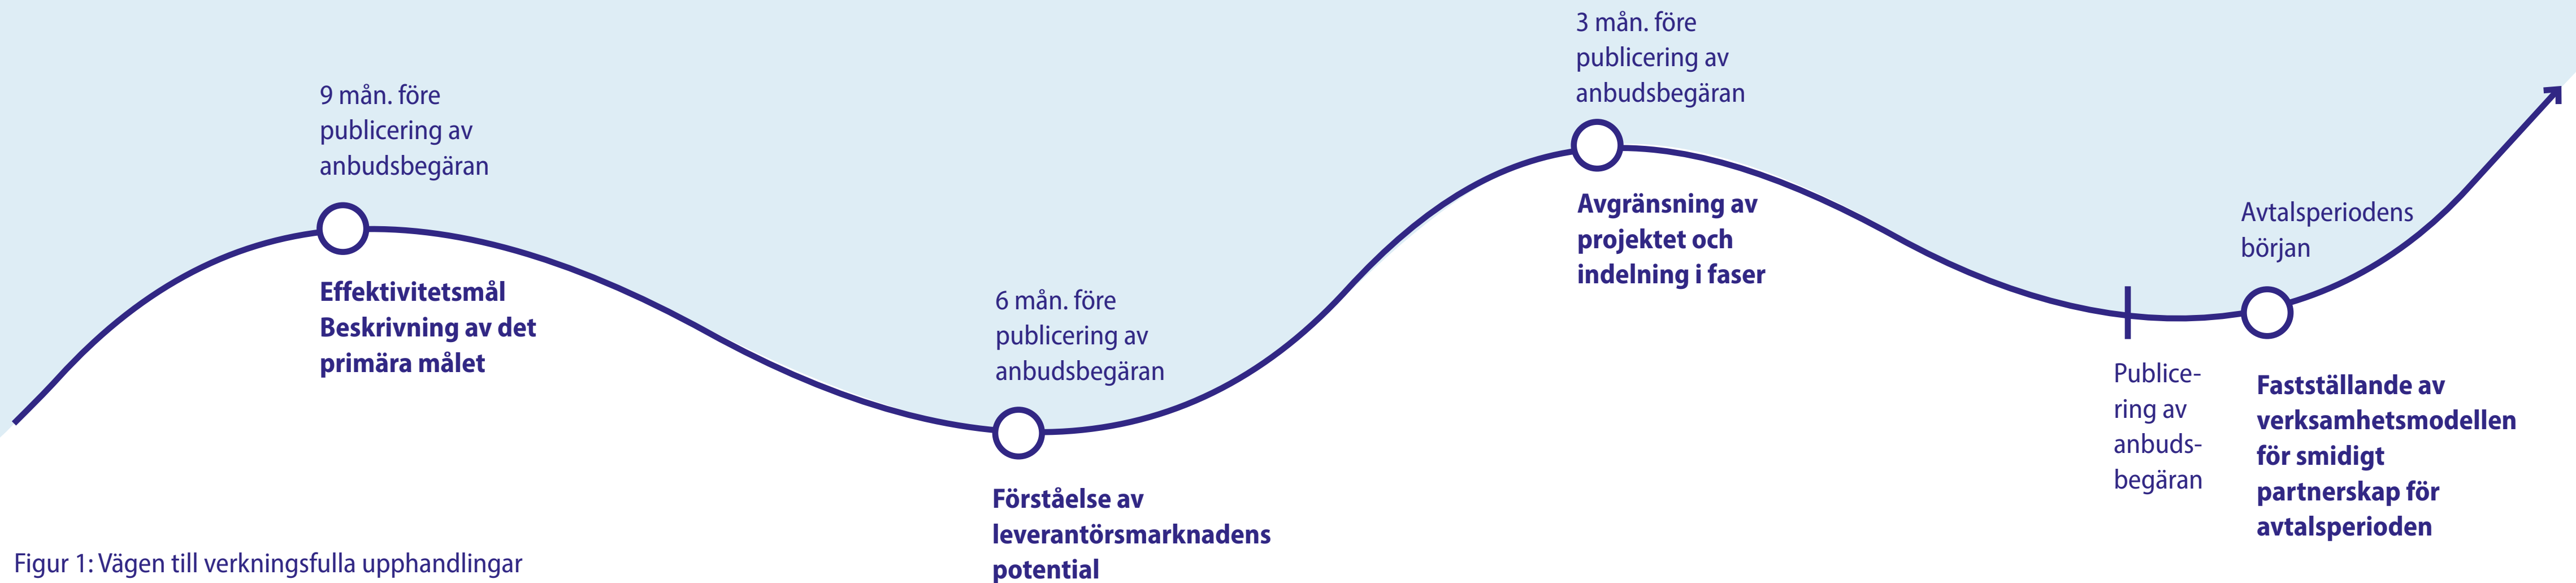 9 mån. före
publicering av
anbudsbegäran
Effektivitetsmål
Beskrivning av det
primära målet
6 mån. före
publicering av
anbudsbegäran
Förståelse av
leverantörsmarknadens
potential
3 mån. före
publicering av
anbudsbegäran
Avgränsning av
projektet och
indelning i faser
Publice-
ring av
anbuds-
begäran
Avtalsperiodens
början
Fastställande av
verksamhetsmodellen
för smidigt
partnerskap för
avtalsperioden
Figur 1: Vägen till verkningsfulla upphandlingar